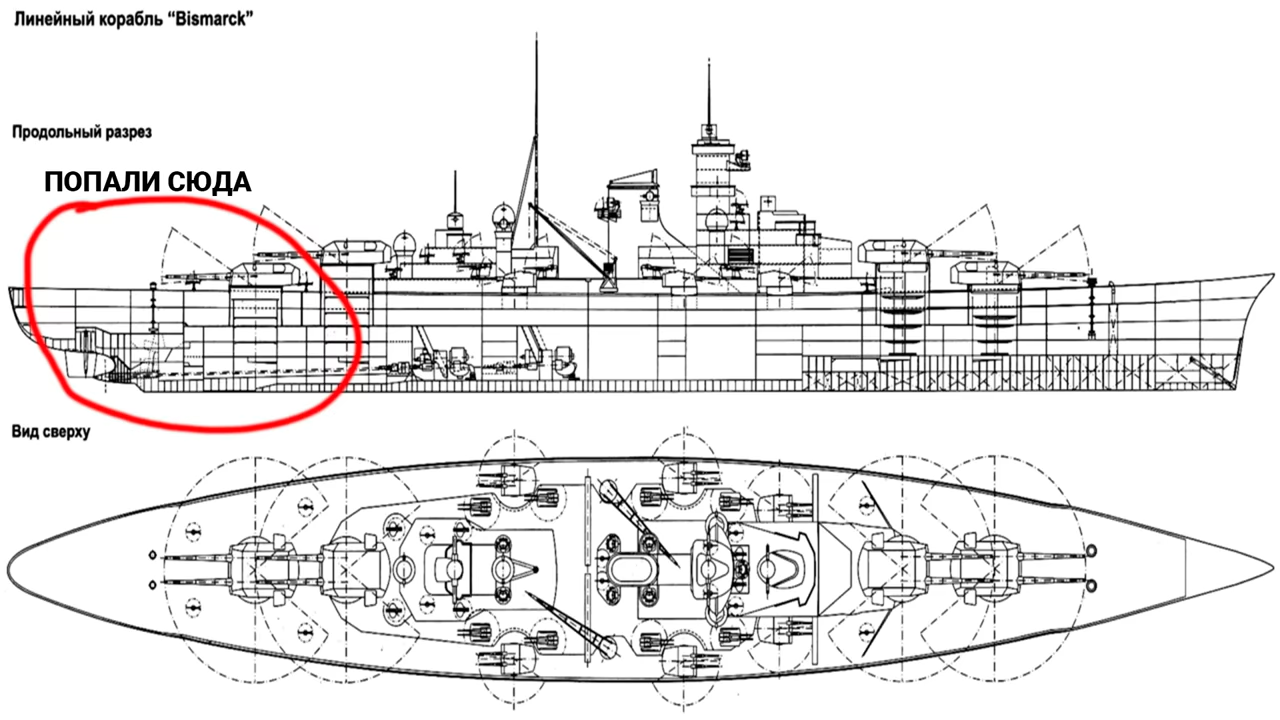 Линейный корабль “Bismarck”
Продольный разрез
ПОПАЛИ СЮДА
Вид сверху